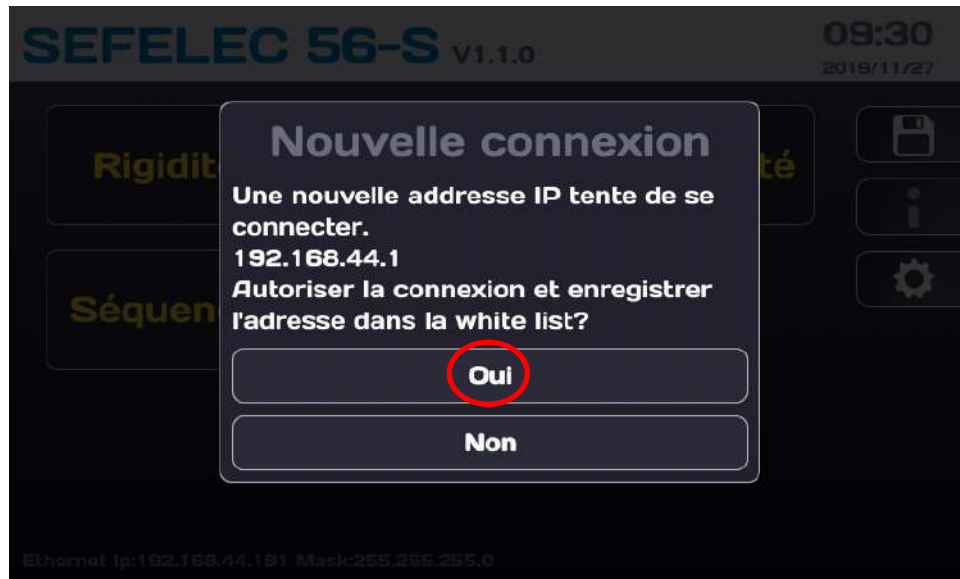 SEFELEC 56-S V1.1.0
09:30
2019/11/27
Nouvelle connexion
Rigidit
té
Une nouvelle addresse IP tente de se
connecter.
192.168.44.1
Autoriser la connexion et enregistrer
l'adresse dans la white list?
Séquen
Oui
Non
Ethernet Ip:192.168.44.191 Mask:255.255.255.0